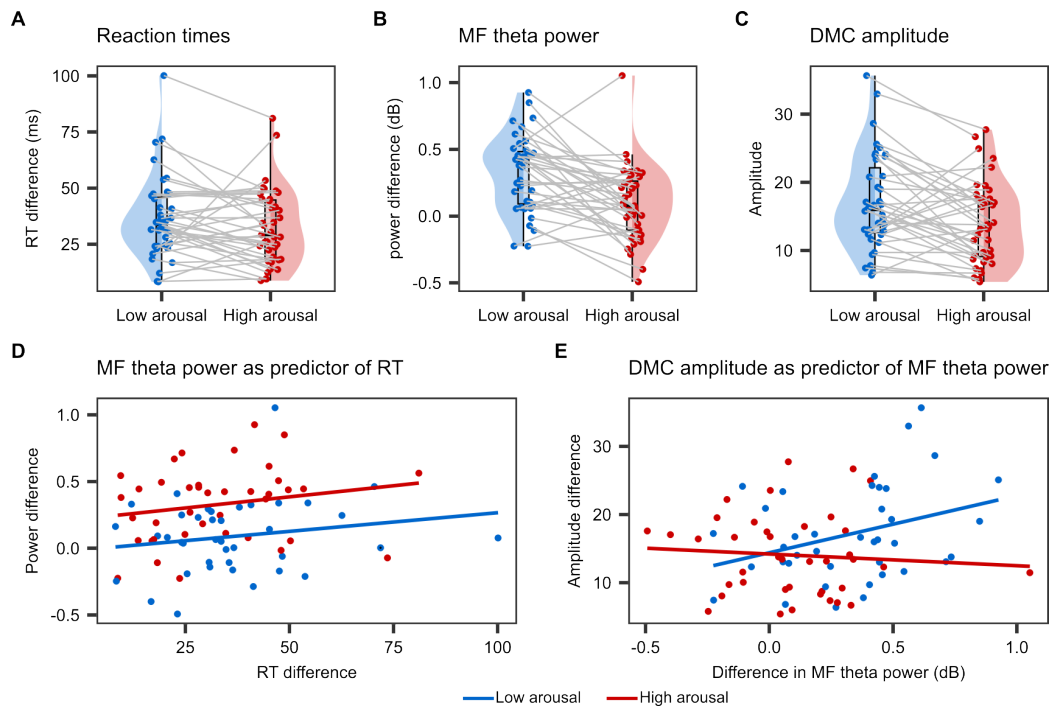 A
Reaction times
RT difference (ms)
100
75
50
25
Low arousal
High arousal
B
MF theta power
power difference (dB)
1.0
0.5
0.0
-0.5
Low arousal
High arousal
C
DMC amplitude
Amplitude
30
20
10
Low arousal
High arousal
D
MF theta power as predictor of RT
Power difference
1.0
0.5
0.0
-0.5
25
50
75
100
RT difference
E
DMC amplitude as predictor of MF theta power
Amplitude difference
30
20
10
-0.5
0.0
0.5
1.0
Difference in MF theta power (dB)
Low arousal
High arousal